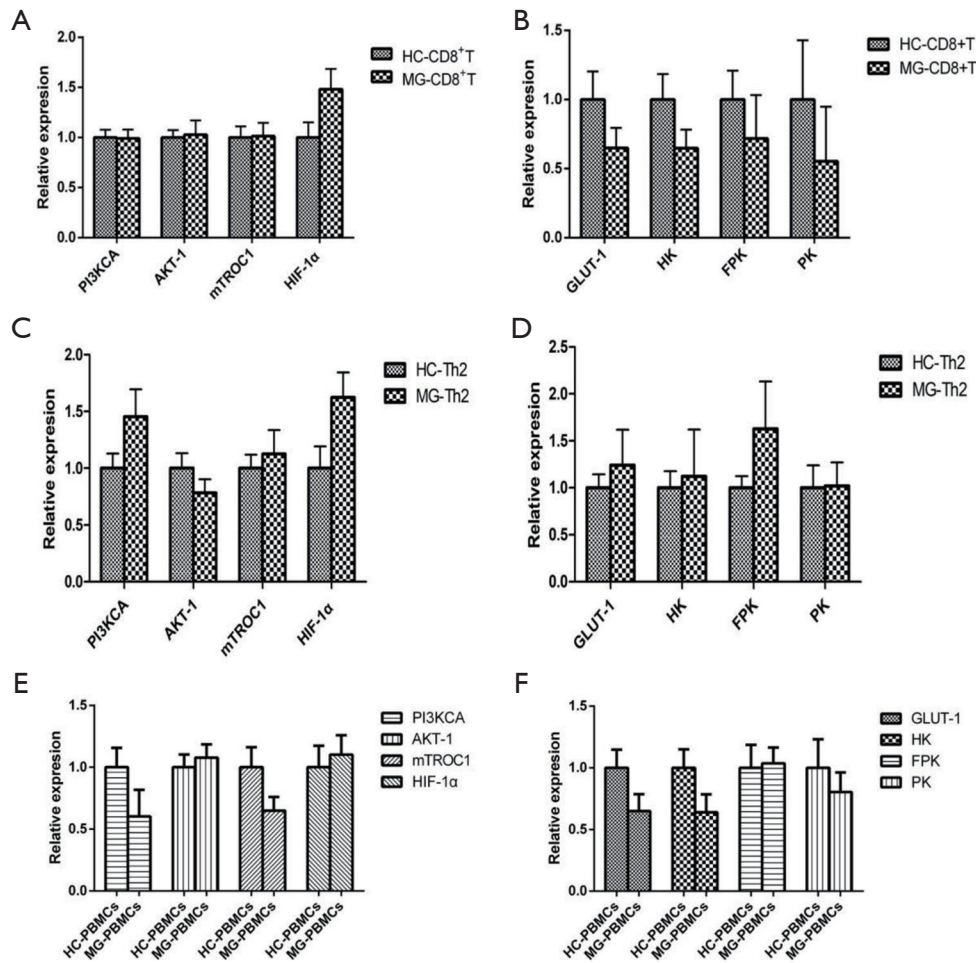 A
2.0
1.5
1.0
0.5
0.0
Relative expresion
HC-CD8+T
MG-CD8+T
PI3KCA
AKT-1
mTROC1
HIF-1α
B
1.5
1.0
0.5
0.0
Relative expresion
HC-CD8+T
MG-CD8+T
GLUT-1
HK
FPK
PK
C
2.0
1.5
1.0
0.5
0.0
Relative expresion
HC-Th2
MG-Th2
PI3KCA
AKT-1
mTROC1
HIF-1α
D
2.5
2.0
1.5
1.0
0.5
0.0
Relative expresion
HC-Th2
MG-Th2
GLUT-1
HK
FPK
PK
E
1.5
1.0
0.5
0.0
Relative expression
PI3KCA
AKT-1
mTROC1
HIF-1α
HC-PBMCs
MG-PBMCs
HC-PBMCs
MG-PBMCs
HC-PBMCs
MG-PBMCs
HC-PBMCs
MG-PBMCs
F
1.5
1.0
0.5
0.0
Relative expression
GLUT-1
HK
FPK
PK
HC-PBMCs
MG-PBMCs
HC-PBMCs
MG-PBMCs
HC-PBMCs
MG-PBMCs
HC-PBMCs
MG-PBMCs